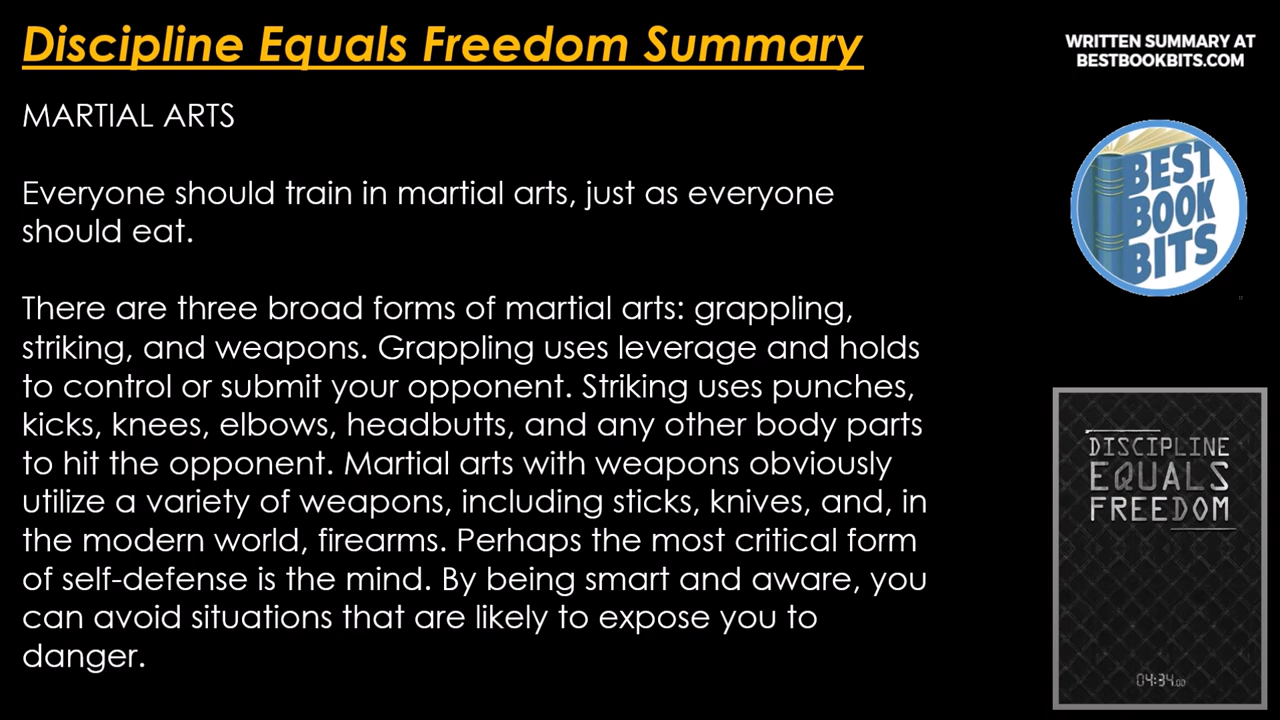 Discipline Equals Freedom Summary
WRITTEN SUMMARY AT
BESTBOOKBITS.COM
MARTIAL ARTS
Everyone should train in martial arts, just as everyone
should eat.
There are three broad forms of martial arts: grappling,
striking, and weapons. Grappling uses leverage and holds
to control or submit your opponent. Striking uses punches,
kicks, knees, elbows, headbutts, and any other body parts
to hit the opponent. Martial arts with weapons obviously
utilize a variety of weapons, including sticks, knives, and, in
the modern world, firearms. Perhaps the most critical form
of self-defense is the mind. By being smart and aware, you
can avoid situations that are likely to expose you to
danger.
BEST
BOOK
BITS
DISCIPLINE
EQUALS
FREEDOM
04:34.00